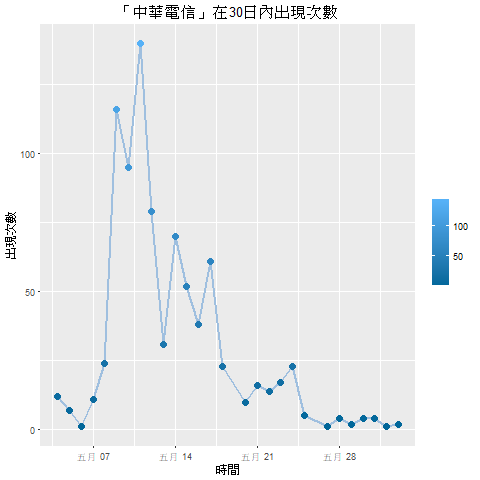 「中華電信」在30日內出現次數
出現次數
100
50
0
五月 07
五月 14
五月 21
五月 28
時間
100
50